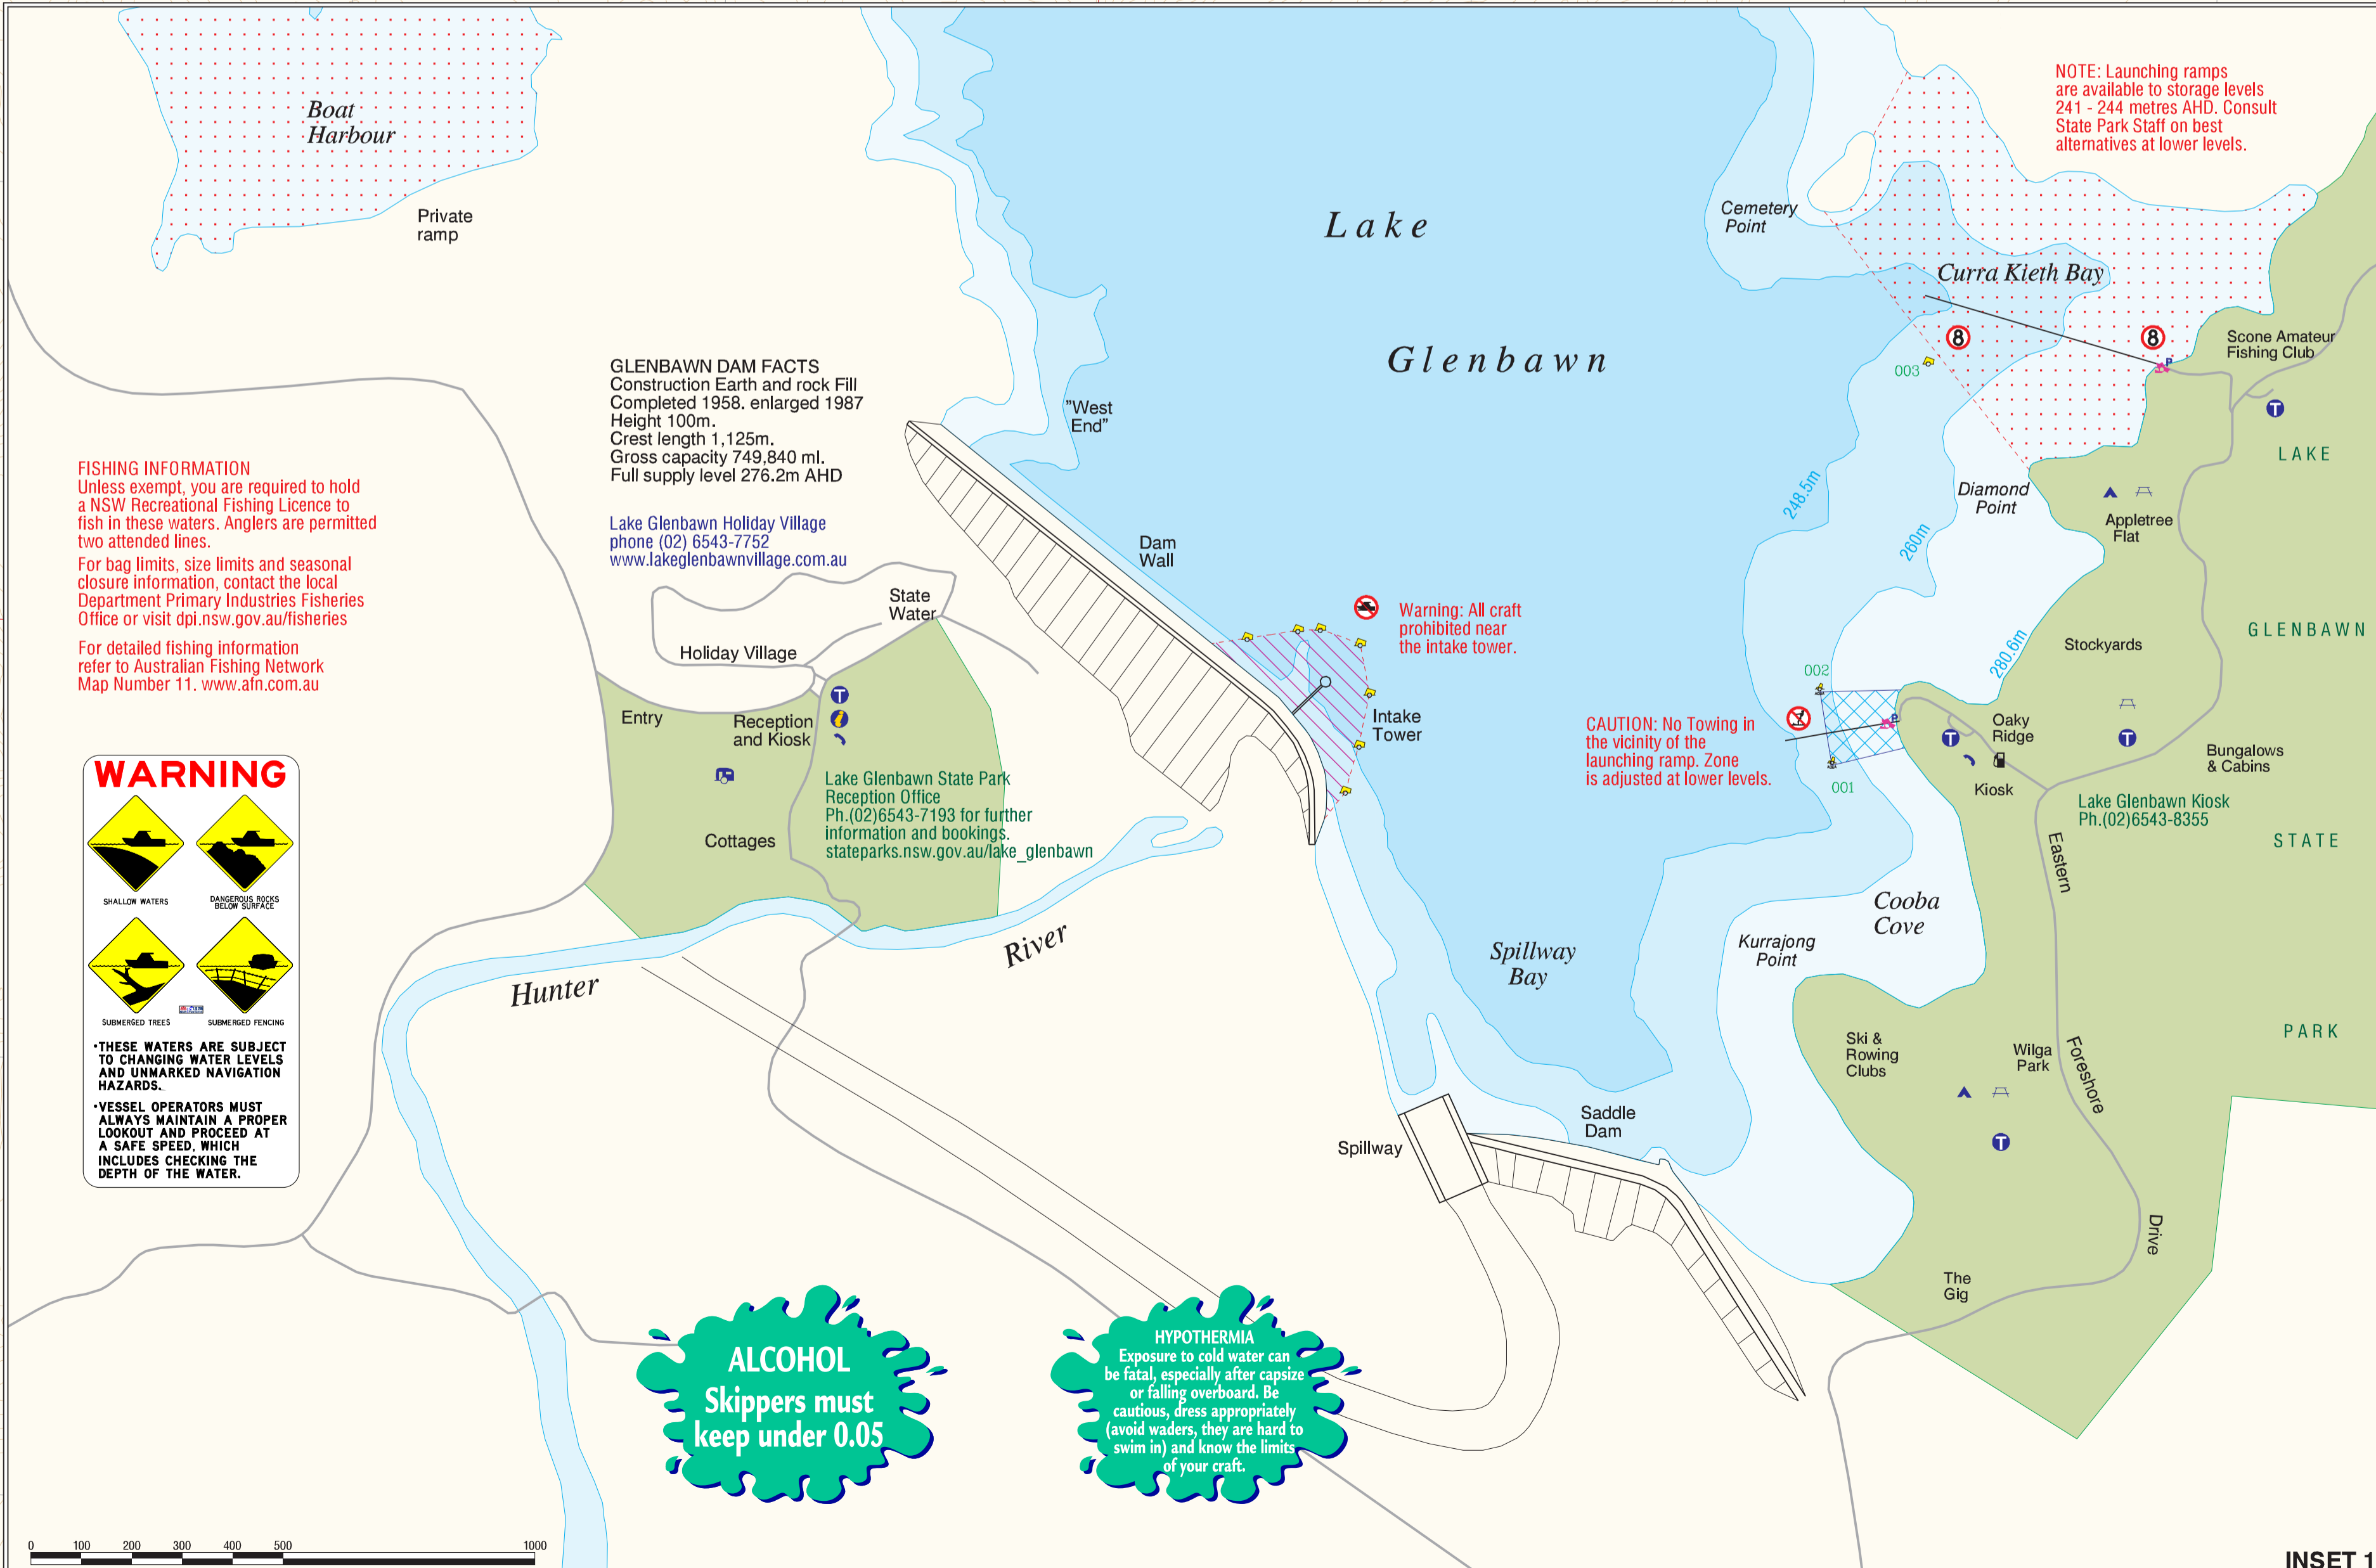 Boat
Harbour
Private
ramp
Lake
Glenbawn
Cemetery
Point
Curra Kieth Bay
NOTE: Launching ramps
are available to storage levels
241 - 244 metres AHD. Consult
State Park Staff on best
alternatives at lower levels.
8
8
P
003
Scone Amateur
Fishing Club
T
GLENBAWN DAM FACTS
Construction Earth and rock Fill
Completed 1958. enlarged 1987
Height 100m.
Crest length 1,125m.
Gross capacity 749,840 ml.
Full supply level 276.2m AHD
Lake Glenbawn Holiday Village
phone (02) 6543-7752
www.lakeglenbawnvillage.com.au
"West
End"
FISHING INFORMATION
Unless exempt, you are required to hold
a NSW Recreational Fishing Licence to
fish in these waters. Anglers are permitted
two attended lines.
For bag limits, size limits and seasonal
closure information, contact the local
Department Primary Industries Fisheries
Office or visit dpi.nsw.gov.au/fisheries
For detailed fishing information
refer to Australian Fishing Network
Map Number 11. www.afn.com.au
LAKE
GLENBAWN
STATE
PARK
248.5m
260m
280.6m
Diamond
Point
Appletree
Flat
Dam
Wall
State
Water
Holiday Village
Entry
Reception
and Kiosk
T
Cottages
Lake Glenbawn State Park
Reception Office
Ph.(02)6543-7193 for further
information and bookings.
stateparks.nsw.gov.au/lake_glenbawn
Warning: All craft
prohibited near
the intake tower.
Intake
Tower
CAUTION: No Towing in
the vicinity of the
launching ramp. Zone
is adjusted at lower levels.
002
001
P
T
Oaky
Ridge
Kiosk
Stockyards
T
Bungalows
& Cabins
Lake Glenbawn Kiosk
Ph.(02)6543-8355
Eastern
Foreshore
Drive
WARNING
SHALLOW WATERS
DANGEROUS ROCKS
BELOW SURFACE
SUBMERGED TREES
SUBMERGED FENCING
•THESE WATERS ARE SUBJECT
TO CHANGING WATER LEVELS
AND UNMARKED NAVIGATION
HAZARDS.
•VESSEL OPERATORS MUST
ALWAYS MAINTAIN A PROPER
LOOKOUT AND PROCEED AT
A SAFE SPEED, WHICH
INCLUDES CHECKING THE
DEPTH OF THE WATER.
Hunter
River
Spillway
Bay
Kurrajong
Point
Cooba
Cove
Ski &
Rowing
Clubs
Wilga
Park
T
Spillway
Saddle
Dam
The
Gig
ALCOHOL
Skippers must
keep under 0.05
HYPOTHERMIA
Exposure to cold water can
be fatal, especially after capsize
or falling overboard. Be
cautious, dress appropriately
(avoid waders, they are hard to
swim in) and know the limits
of your craft.
0 100 200 300 400 500 1000
INSET 1